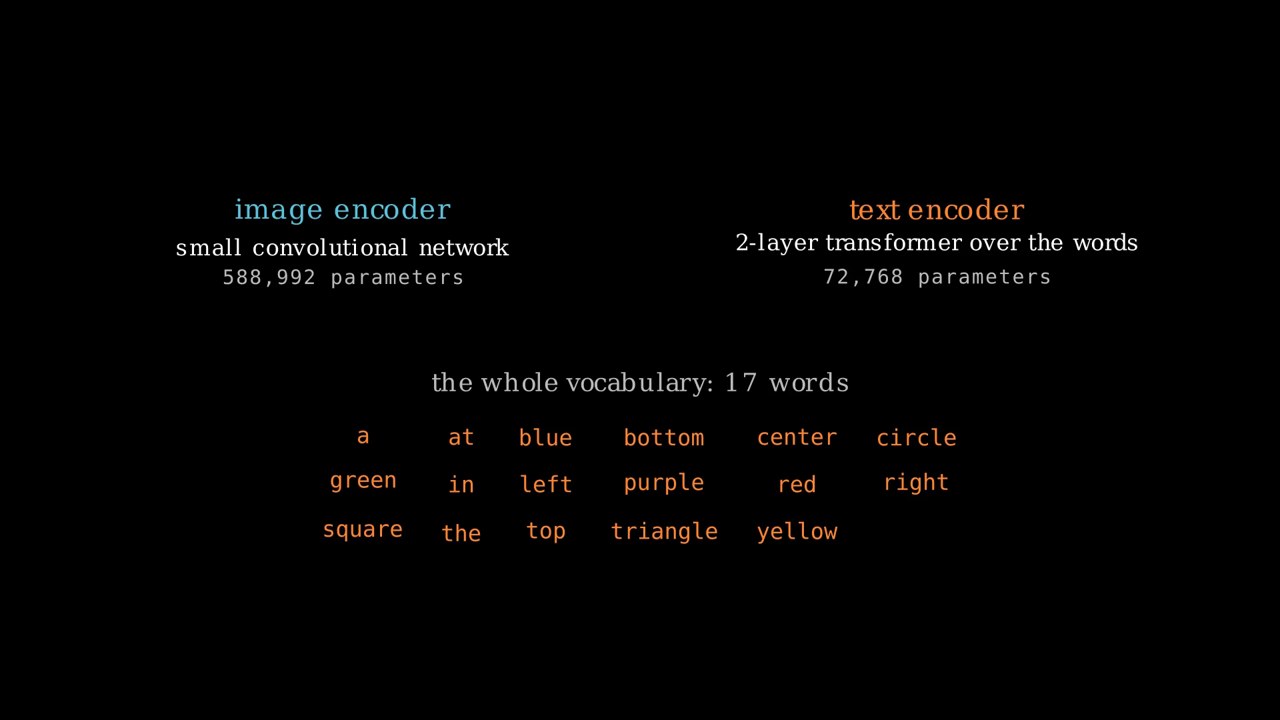 image encoder
small convolutional network
588,992 parameters
text encoder
2-layer transformer over the words
72,768 parameters
the whole vocabulary: 17 words
a at blue bottom center circle
green in left purple red right
square the top triangle yellow